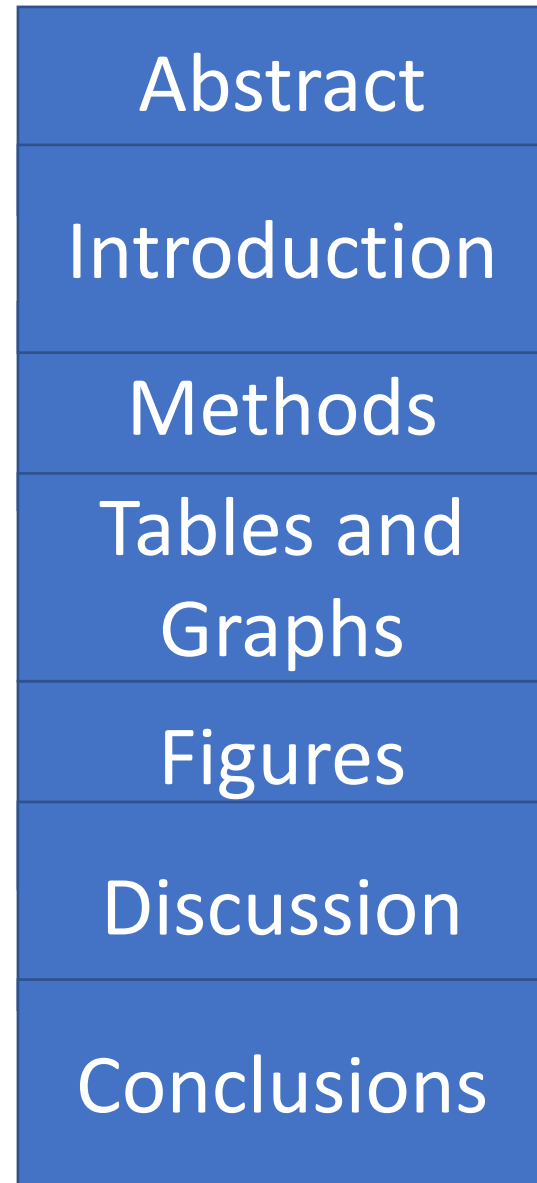 Abstract
Introduction
Methods
Tables and
Graphs
Figures
Discussion
Conclusions